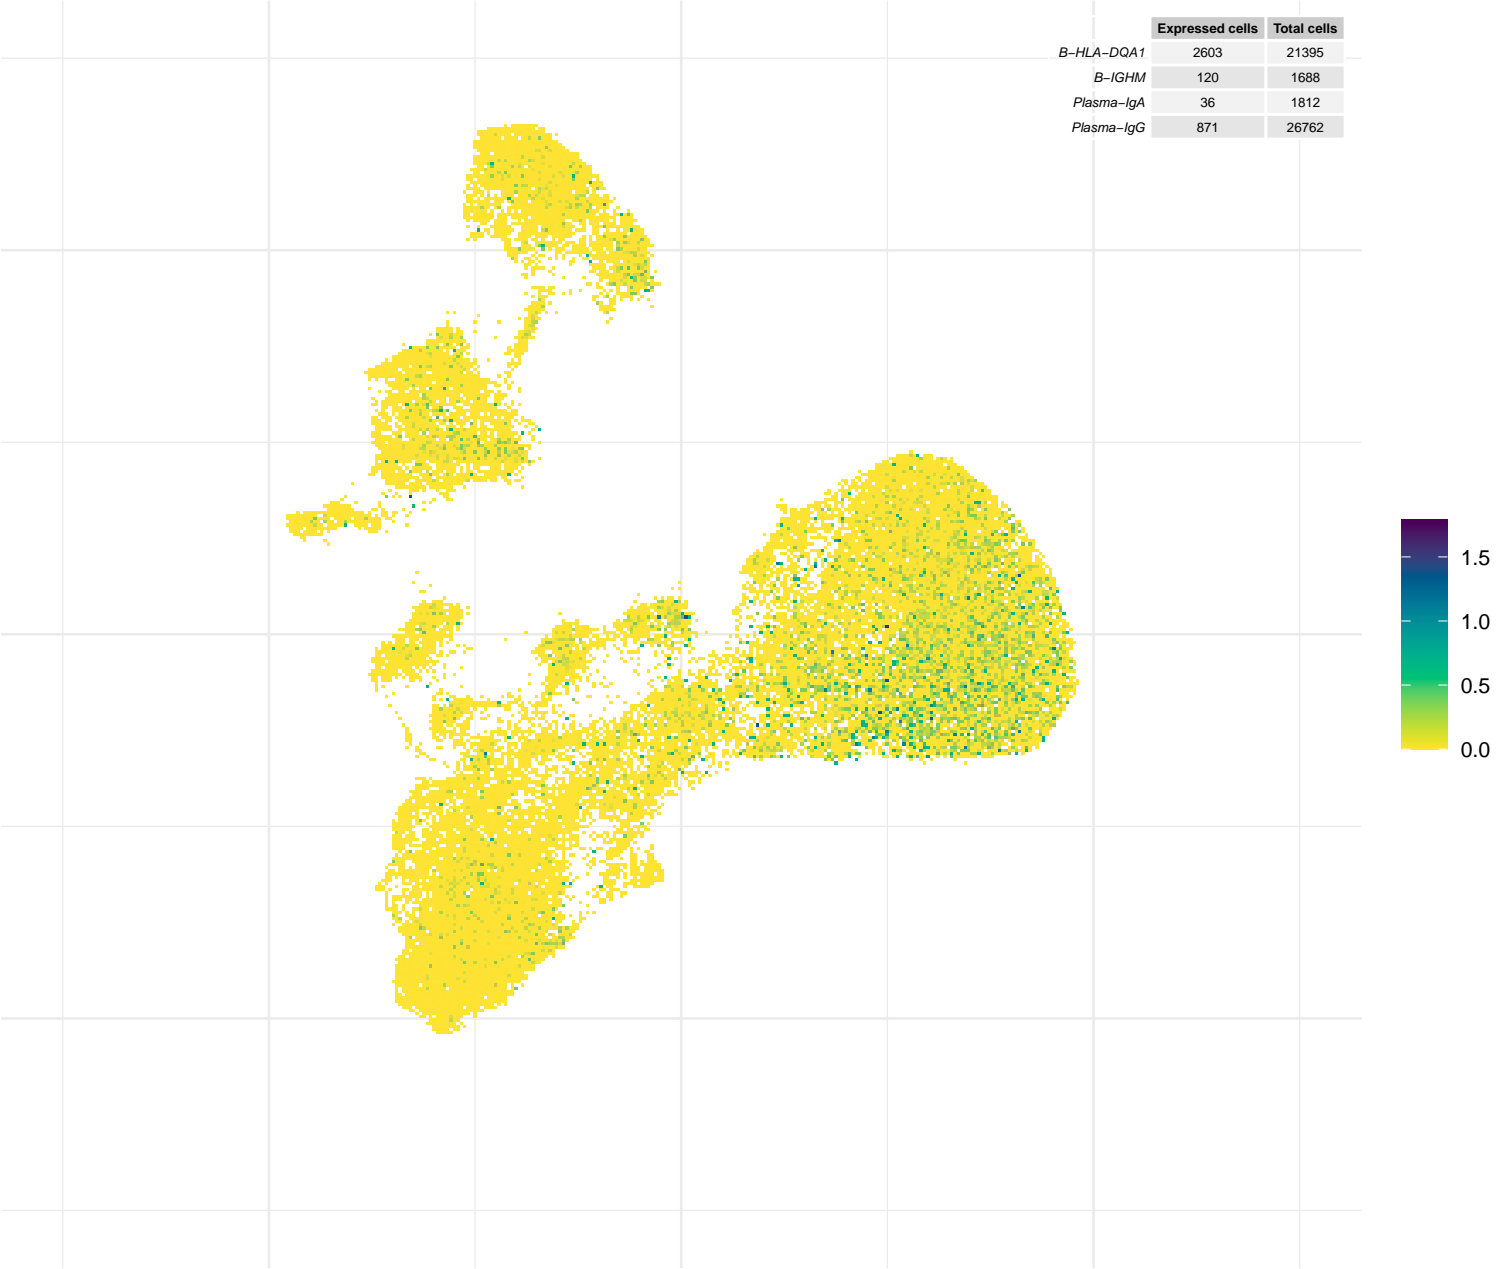 Expressed cells Total cells
B−HLA−DQA1 2603 21395
B−IGHM 120 1688
Plasma−IgA 36 1812
Plasma−IgG 871 26762
1.5
1.0
0.5
0.0